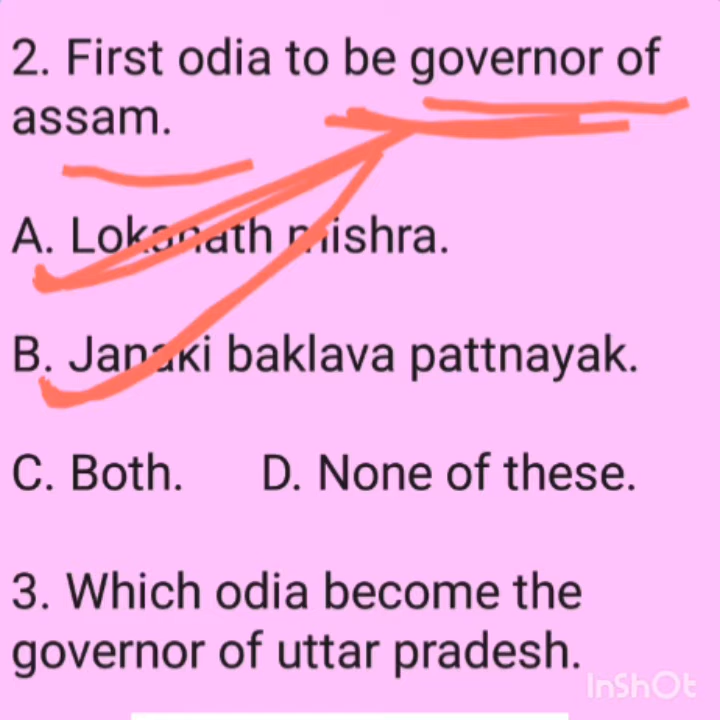 2. First odia to be governor of
assam.
A. Lokanath mishra.
B. Janaki baklava pattnayak.
C. Both. D. None of these.
3. Which odia become the
governor of uttar pradesh.
InShOt